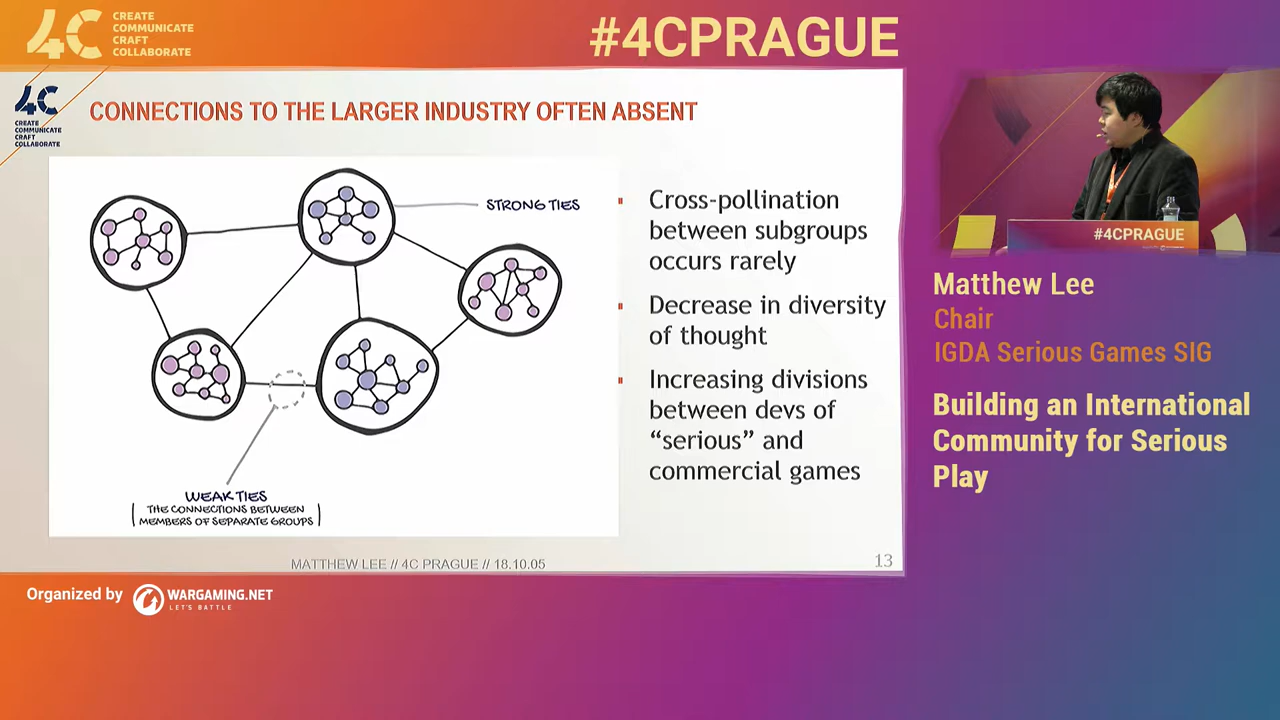 4C
CREATE
COMMUNICATE
CRAFT
COLLABORATE
#4CPRAGUE
4C
CREATE
COMMUNICATE
CRAFT
COLLABORATE
CONNECTIONS TO THE LARGER INDUSTRY OFTEN ABSENT
STRONG TIES
WEAK TIES
(THE CONNECTIONS BETWEEN
MEMBERS OF SEPARATE GROUPS)
Cross-pollination
between subgroups
occurs rarely
Decrease in diversity
of thought
Increasing divisions
between devs of
“serious” and
commercial games
MATTHEW LEE // 4C PRAGUE // 18.10.05
13
#4CPRAGUE
Matthew Lee
Chair
IGDA Serious Games SIG
Building an International
Community for Serious
Play
Organized by
WARGAMING.NET
LET'S BATTLE